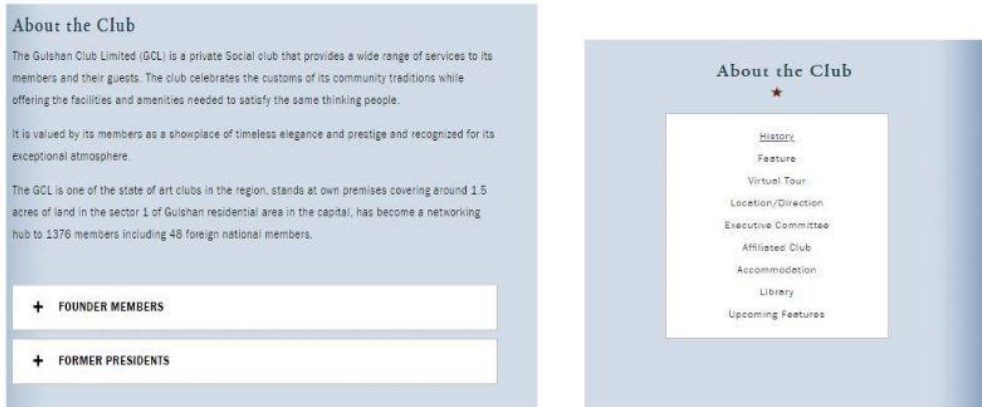 About the Club
The Gulshan Club Limited (GCL) is a private Social club that provides a wide range of services to its
members and their guests. The club celebrates the customs of its community traditions while
offering the facilities and amenities needed to satisfy the same thinking people.
It is valued by its members as a showplace of timeless elegance and prestige and recognized for its
exceptional atmosphere.
The GCL is one of the state of art clubs in the region, stands at own premises covering around 1.5
acres of land in the sector 1 of Gulshan residential area in the capital, has become a networking
hub to 1376 members including 48 foreign national members.
+ FOUNDER MEMBERS
+ FORMER PRESIDENTS
About the Club
History
Feature
Virtual Tour
Location/Direction
Executive Committee
Affiliated Club
Accommodation
Library
Upcoming Features